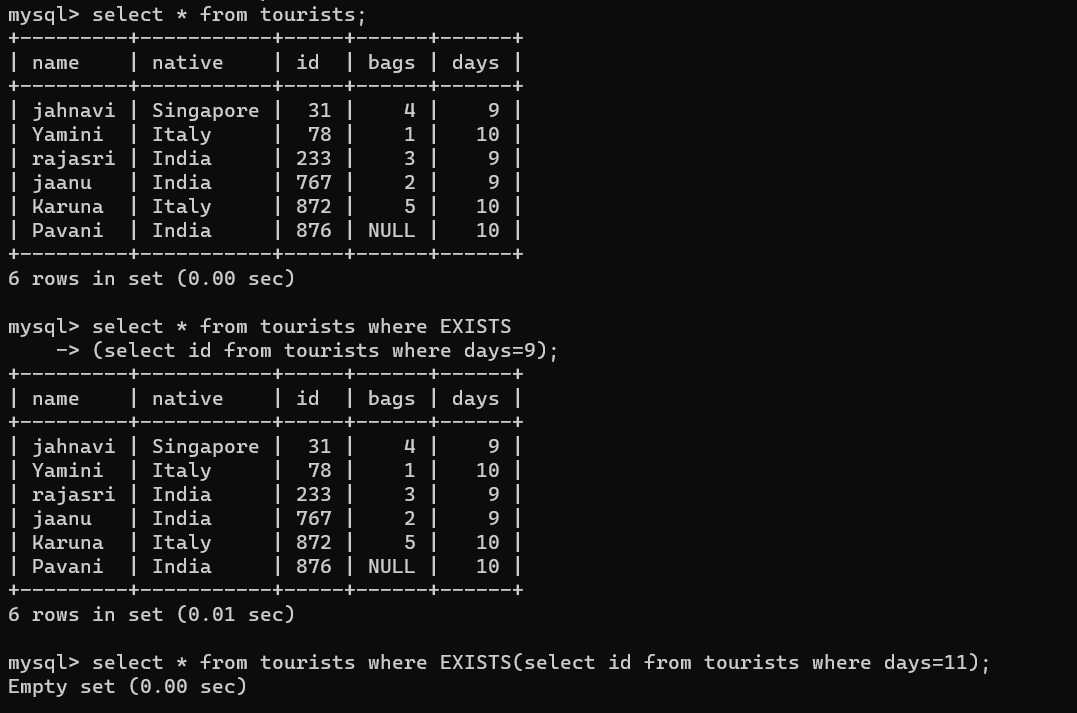 mysql> select * from tourists;
+---------+-----------+-----+------+------+
| name    | native    | id  | bags | days |
+---------+-----------+-----+------+------+
| jahnavi | Singapore |  31 |    4 |    9 |
| Yamini  | Italy     |  78 |    1 |   10 |
| rajasri | India     | 233 |    3 |    9 |
| jaanu   | India     | 767 |    2 |    9 |
| Karuna  | Italy     | 872 |    5 |   10 |
| Pavani  | India     | 876 | NULL |   10 |
+---------+-----------+-----+------+------+
6 rows in set (0.00 sec)

mysql> select * from tourists where EXISTS
    -> (select id from tourists where days=9);
+---------+-----------+-----+------+------+
| name    | native    | id  | bags | days |
+---------+-----------+-----+------+------+
| jahnavi | Singapore |  31 |    4 |    9 |
| Yamini  | Italy     |  78 |    1 |   10 |
| rajasri | India     | 233 |    3 |    9 |
| jaanu   | India     | 767 |    2 |    9 |
| Karuna  | Italy     | 872 |    5 |   10 |
| Pavani  | India     | 876 | NULL |   10 |
+---------+-----------+-----+------+------+
6 rows in set (0.01 sec)

mysql> select * from tourists where EXISTS(select id from tourists where days=11);
Empty set (0.00 sec)